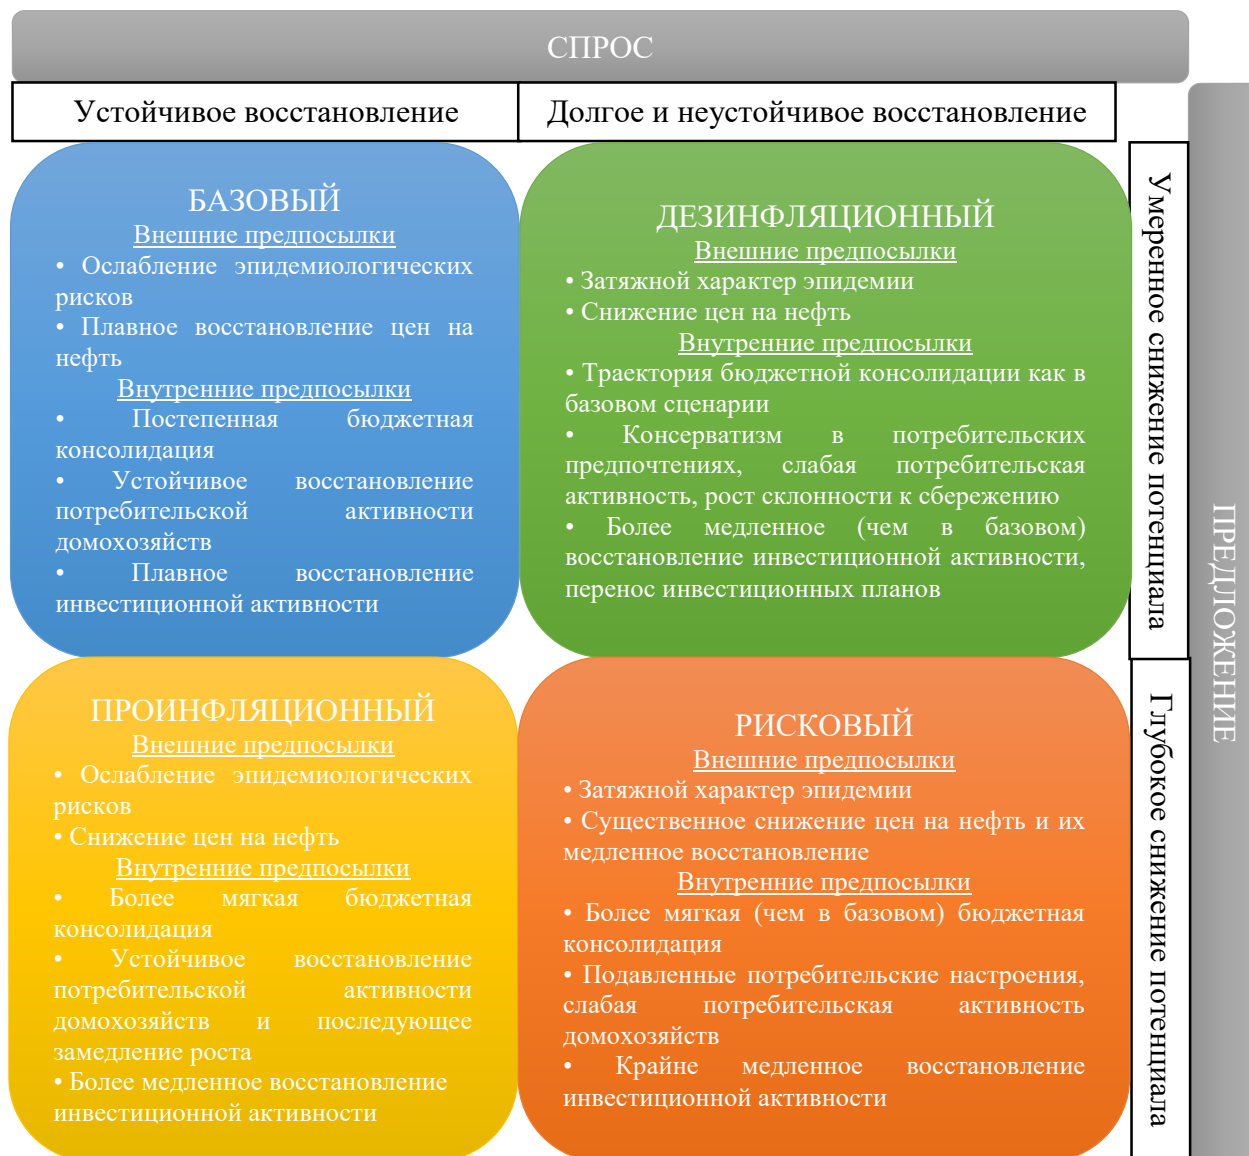 СПРОС
Устойчивое восстановление
Долгое и неустойчивое восстановление
БАЗОВЫЙ
Внешние предпосылки
• Ослабление эпидемиологических
рисков
• Плавное восстановление цен на
нефть
Внутренние предпосылки
• Постепенная бюджетная
консолидация
• Устойчивое восстановление
потребительской активности
домохозяйств
• Плавное восстановление
инвестиционной активности
ДЕЗИНФЛЯЦИОННЫЙ
Внешние предпосылки
• Затяжной характер эпидемии
• Снижение цен на нефть
Внутренние предпосылки
• Траектория бюджетной консолидации как в
базовом сценарии
• Консерватизм в потребительских
предпочтениях, слабая потребительская
активность, рост склонности к сбережению
• Более медленное (чем в базовом)
восстановление инвестиционной активности,
перенос инвестиционных планов
Умеренное снижение потенциала
ПРЕДЛОЖЕНИЕ
ПРОИНФЛЯЦИОННЫЙ
Внешние предпосылки
• Ослабление эпидемиологических
рисков
• Снижение цен на нефть
Внутренние предпосылки
• Более мягкая бюджетная
консолидация
• Устойчивое восстановление
потребительской активности
домохозяйств и последующее
замедление роста
• Более медленное восстановление
инвестиционной активности
РИСКОВЫЙ
Внешние предпосылки
• Затяжной характер эпидемии
• Существенное снижение цен на нефть и их
медленное восстановление
Внутренние предпосылки
• Более мягкая (чем в базовом) бюджетная
консолидация
• Подавленные потребительские настроения,
слабая потребительская активность
домохозяйств
• Крайне медленное восстановление
инвестиционной активности
Глубокое снижение потенциала